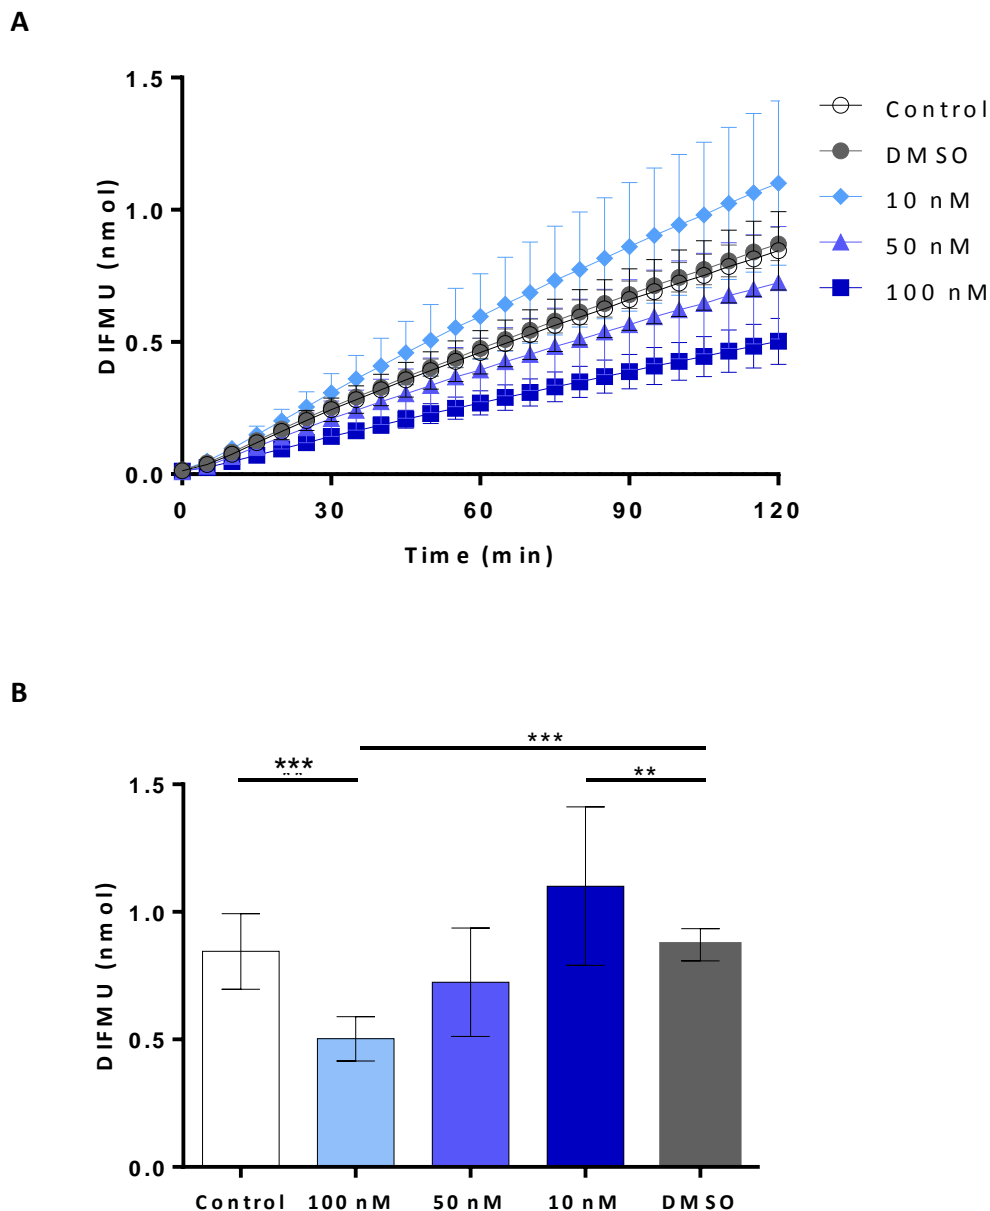 A
1.5
1.0
0.5
0.0
DIFMU (nmol)
0 30 60 90 120
Time (min)
Control
DMSO
10 nM
50 nM
100 nM
B
***
***
**
**
1.5
1.0
0.5
0.0
DIFMU (nmol)
Control 100 nM 50 nM 10 nM DMSO